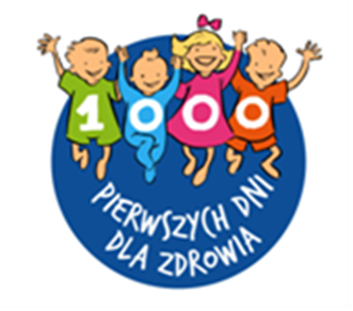 1000
PIERWSZYCH DNI
DLA ZDROWIA